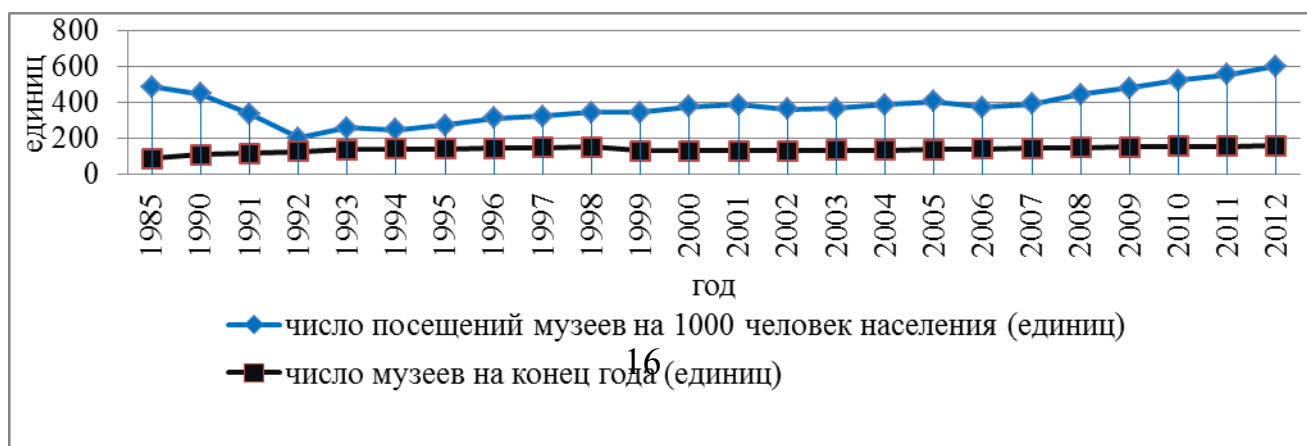 800
600
400
200
0
единиц
1985 1990 1991 1992 1993 1994 1995 1996 1997 1998 1999 2000 2001 2002 2003 2004 2005 2006 2007 2008 2009 2010 2011 2012
год
число посещений музеев на 1000 человек населения (единиц)
16
число музеев на конец года (единиц)